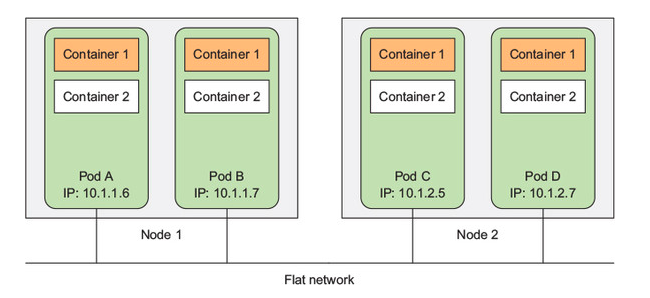 Container 1
Container 2
Pod A
IP: 10.1.1.6
Container 1
Container 2
Pod B
IP: 10.1.1.7
Node 1
Container 1
Container 2
Pod C
IP: 10.1.2.5
Container 1
Container 2
Pod D
IP: 10.1.2.7
Node 2
Flat network